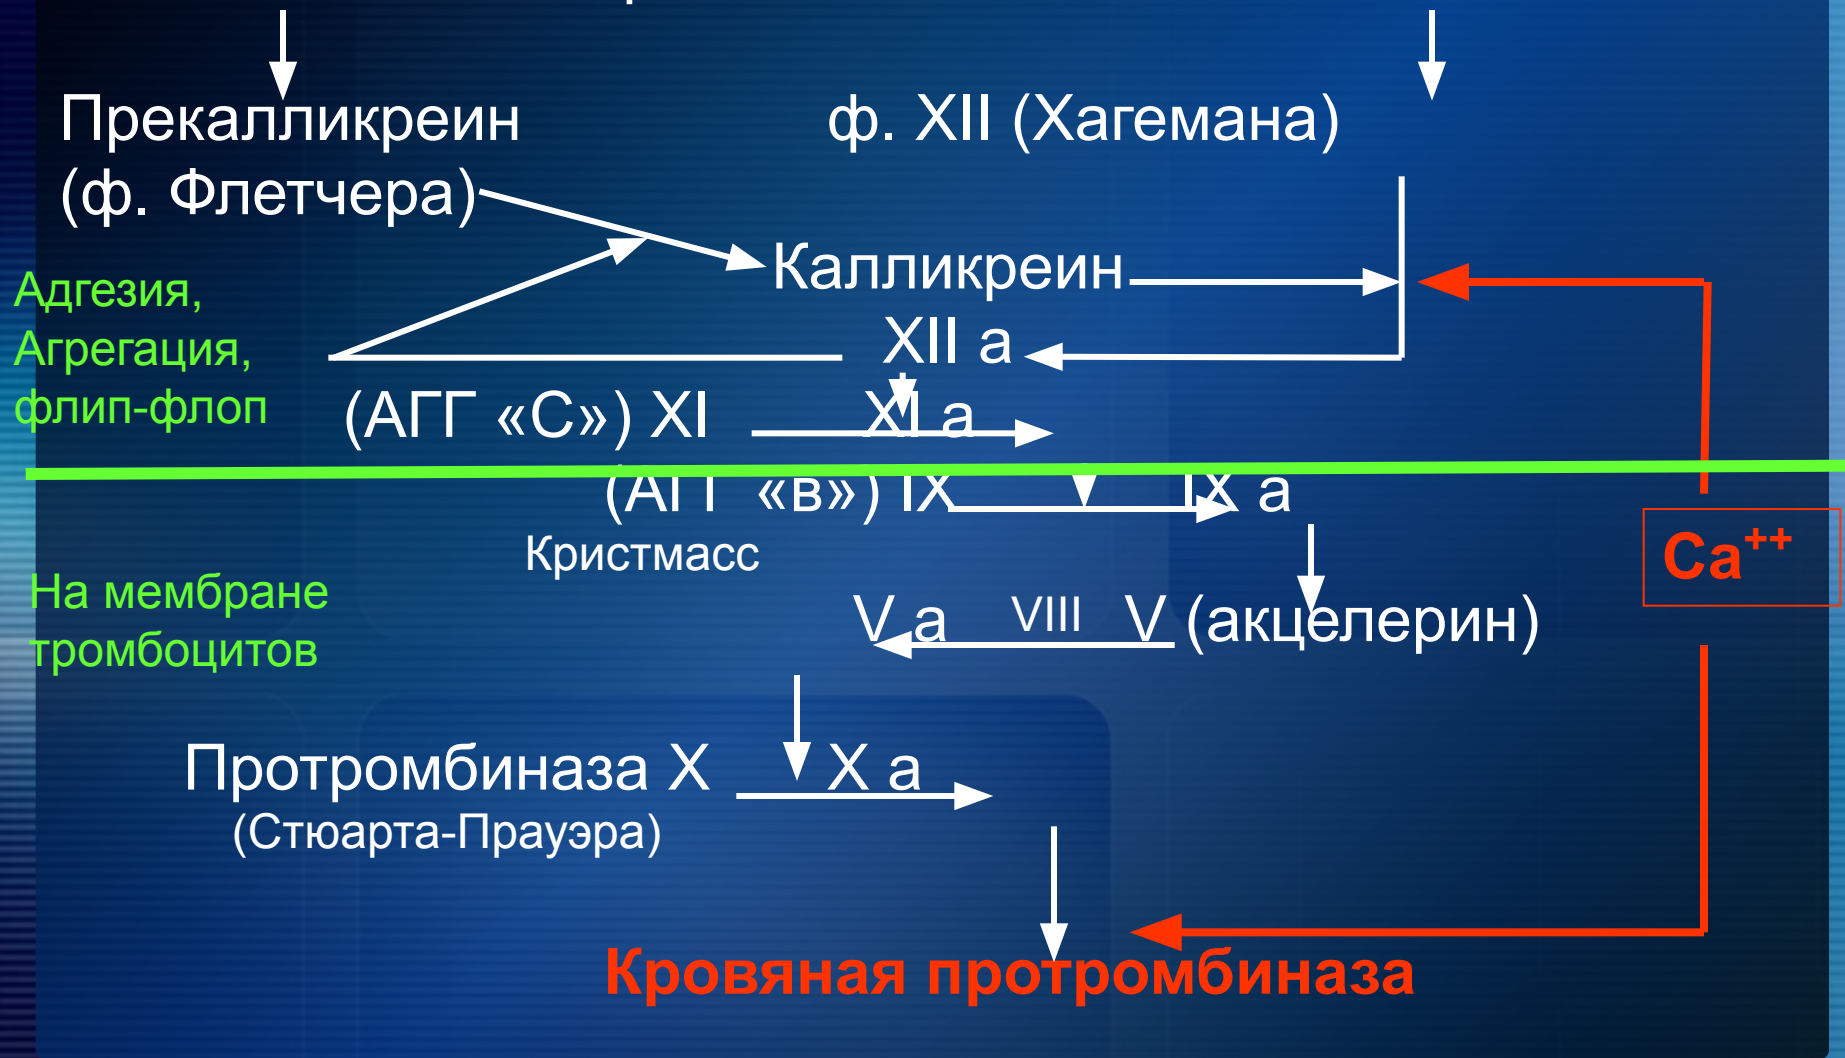 Прекалликреин
(ф. Флетчера)
ф. XII (Хагемана)
Калликреин
Адгезия,
Агрегация,
флип-флоп
XII а
(АГГ «С») XI XI а
(АГГ «в») IX IX а
Кристмасс
Са++
На мембране
тромбоцитов
V а VIII V (акцелерин)
Протромбиназа X X а
(Стюарта-Прауэра)
Кровяная протромбиназа